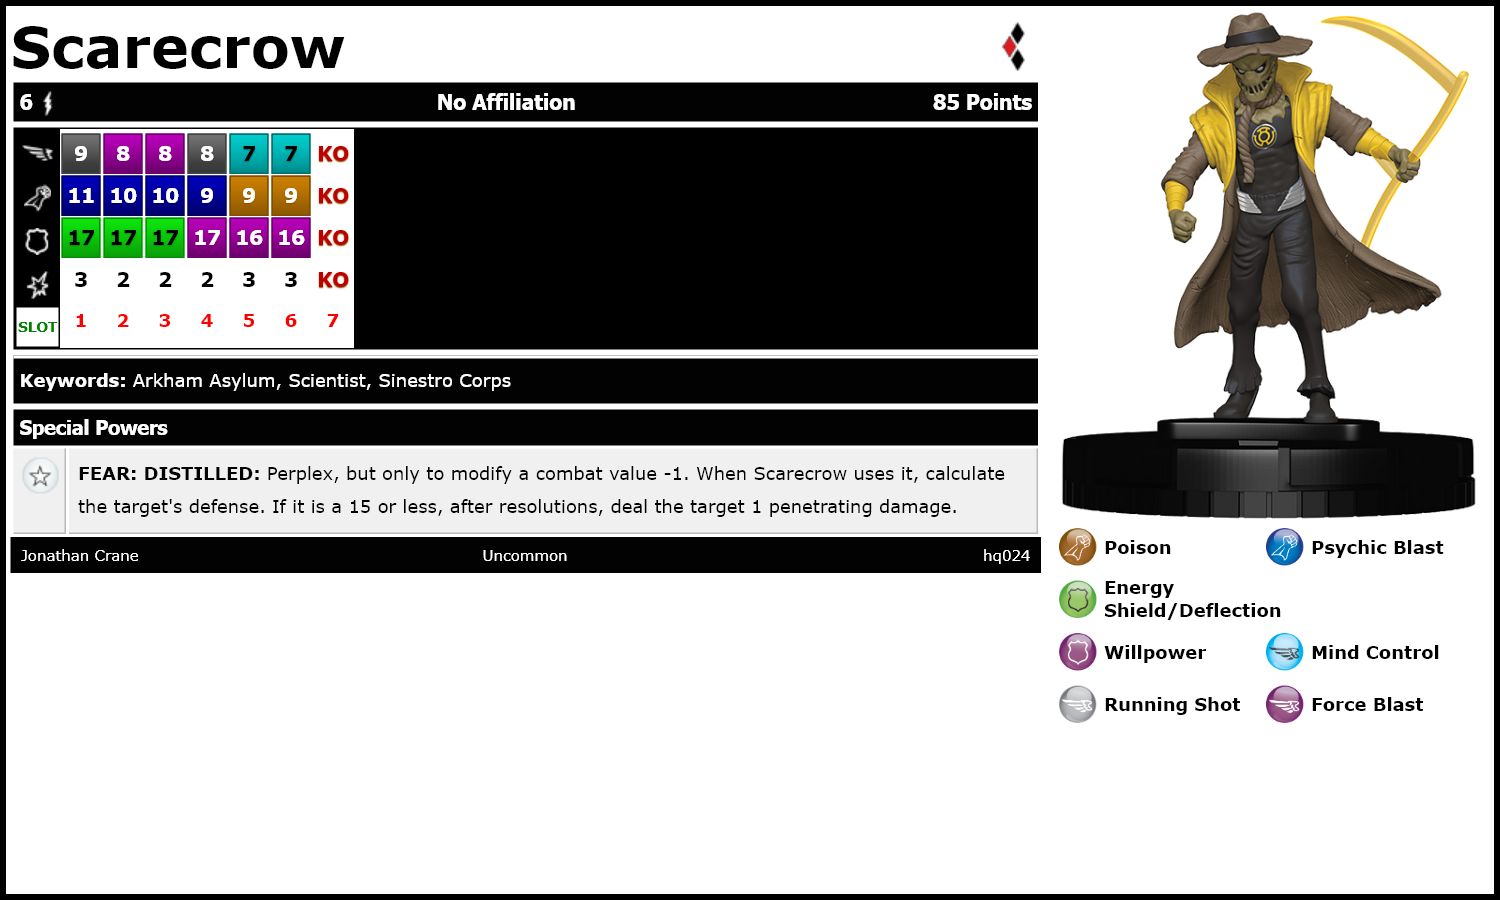 Scarecrow
6 No Affiliation 85 Points
9 8 8 8 7 7 KO
11 10 10 9 9 9 KO
17 17 17 17 16 16 KO
3 2 2 2 3 3 KO
SLOT 1 2 3 4 5 6 7
Keywords: Arkham Asylum, Scientist, Sinestro Corps
Special Powers
FEAR: DISTILLED: Perplex, but only to modify a combat value -1. When Scarecrow uses it, calculate
the target's defense. If it is a 15 or less, after resolutions, deal the target 1 penetrating damage.
Jonathan Crane Uncommon hq024
Poison Psychic Blast
Energy
Shield/Deflection
Willpower Mind Control
Running Shot Force Blast